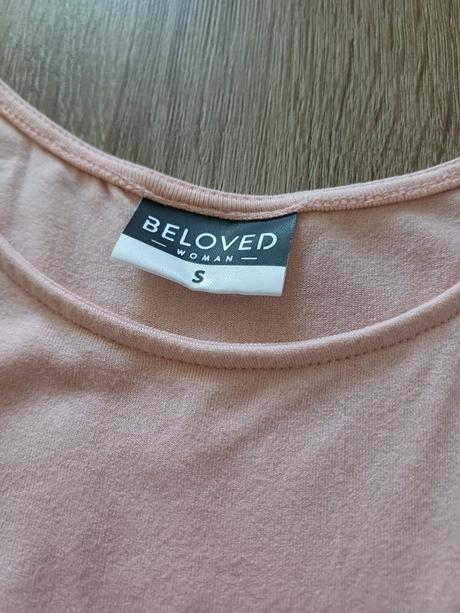 BELOVED
— WOMAN —
S